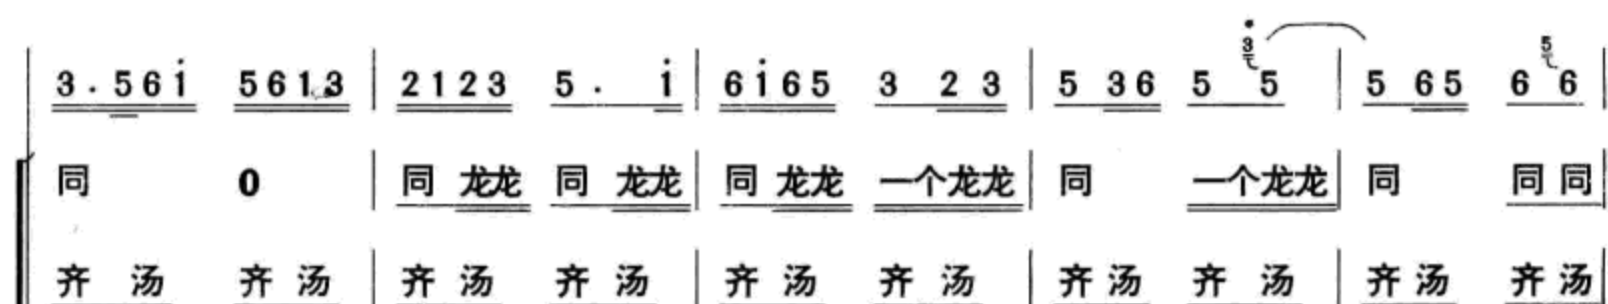 3·56i 5613 | 2123 5· i | 6i65 3 23 | 5 36 5 3 5 | 5 65 6 5 6 |
同 0 | 同 龙龙 同 龙龙 | 同 龙龙 一个龙龙 | 同 一个龙龙 | 同 同同 |
齐 汤 齐 汤 | 齐 汤 齐 汤 | 齐 汤 齐 汤 | 齐 汤 齐 汤 | 齐 汤 齐 汤 |